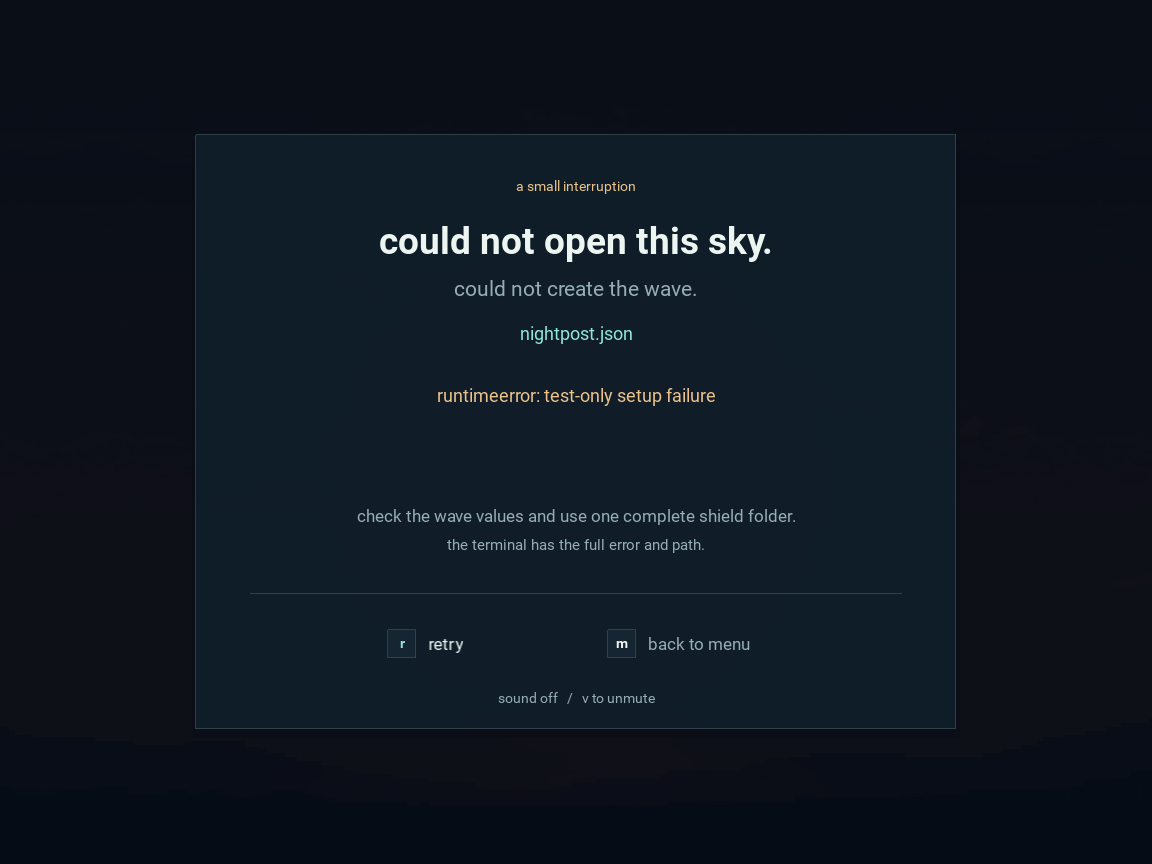 a small interruption
could not open this sky.
could not create the wave.
nightpost.json
runtimeerror: test-only setup failure
check the wave values and use one complete shield folder.
the terminal has the full error and path.
r retry m back to menu
sound off / v to unmute